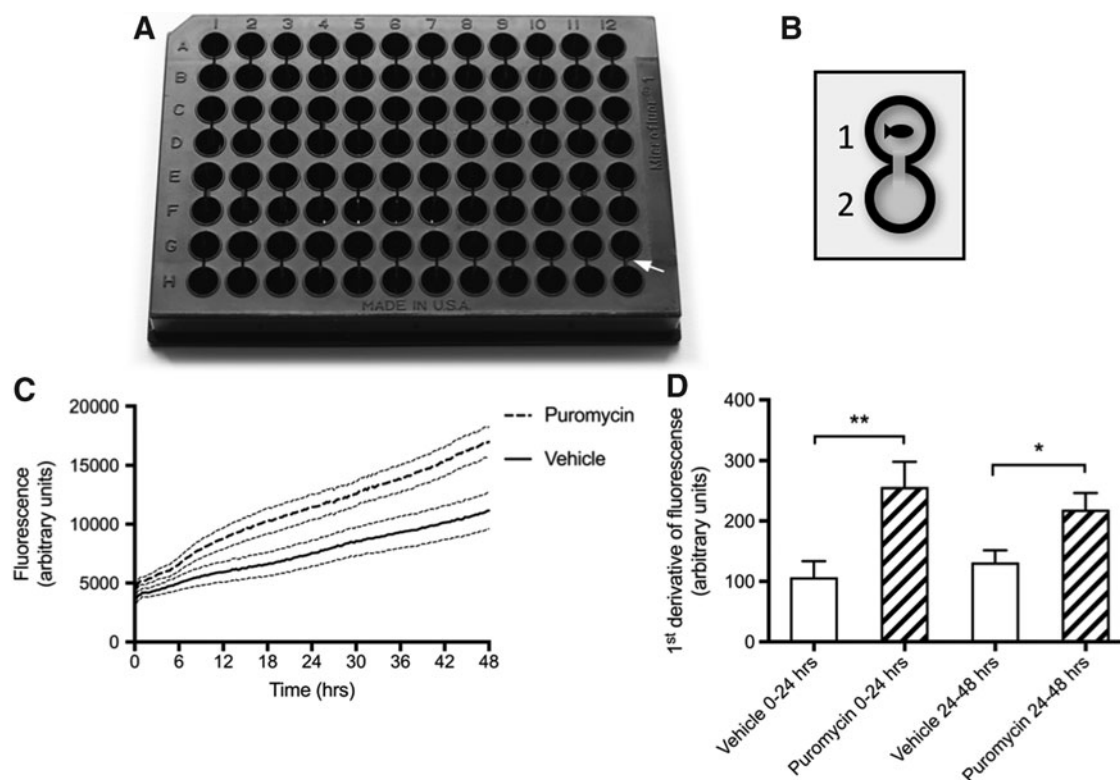 A
1 2 3 4 5 6 7 8 9 10 11 12
A
B
C
D
E
F
G
H
Microfluor® 1
MADE IN U.S.A.
B
1
2
C
Fluorescence
(arbitrary units)
20000
15000
10000
5000
0
0 6 12 18 24 30 36 42 48
Time (hrs)
Puromycin
Vehicle
D
1st derivative of fluorescense
(arbitrary units)
400
300
200
100
0
**
*
Vehicle 0-24 hrs
Puromycin 0-24 hrs
Vehicle 24-48 hrs
Puromycin 24-48 hrs